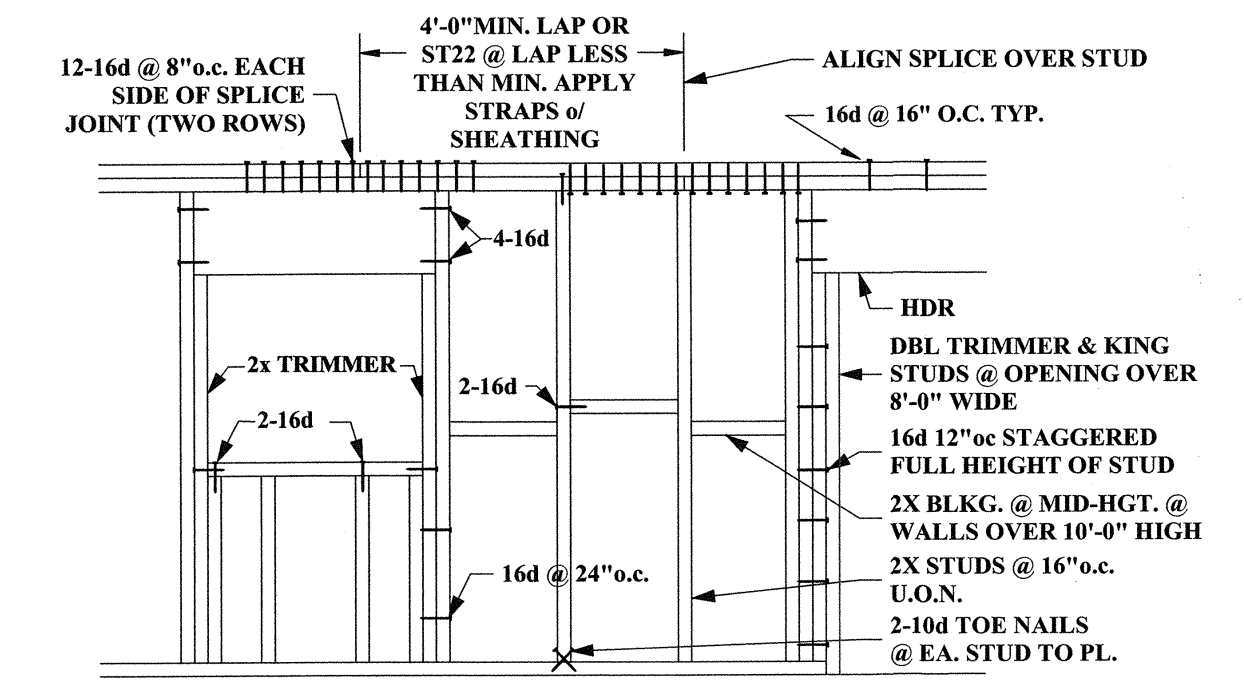 4'-0"MIN. LAP OR
ST22 @ LAP LESS
THAN MIN. APPLY
STRAPS o/
SHEATHING
12-16d @ 8"o.c. EACH
SIDE OF SPLICE
JOINT (TWO ROWS)
ALIGN SPLICE OVER STUD
16d @ 16" O.C. TYP.
4-16d
HDR
2x TRIMMER
DBL TRIMMER & KING
STUDS @ OPENING OVER
8'-0" WIDE
2-16d
2-16d
16d 12"oc STAGGERED
FULL HEIGHT OF STUD
2X BLKG. @ MID-HGT. @
WALLS OVER 10'-0" HIGH
16d @ 24"o.c.
2X STUDS @ 16"o.c.
U.O.N.
2-10d TOE NAILS
@ EA. STUD TO PL.